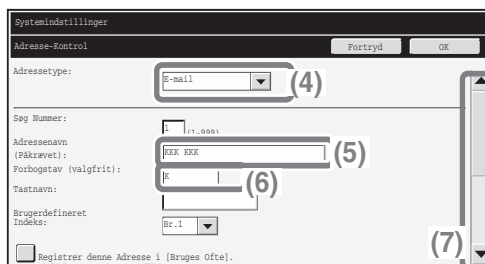 Systemindstillinger
Adresse-Kontrol Fortryd OK
Adressetype: E-mail (4)
Søg Nummer: 1 (1-999)
Adressenavn
(Påkrævet): KKK KKK (5)
Forbogstav (valgfrit): K (6)
Tastnavn:
Brugerdefineret
Indeks: Br.1
Registrer denne Adresse i [Bruges Ofte]. (7)